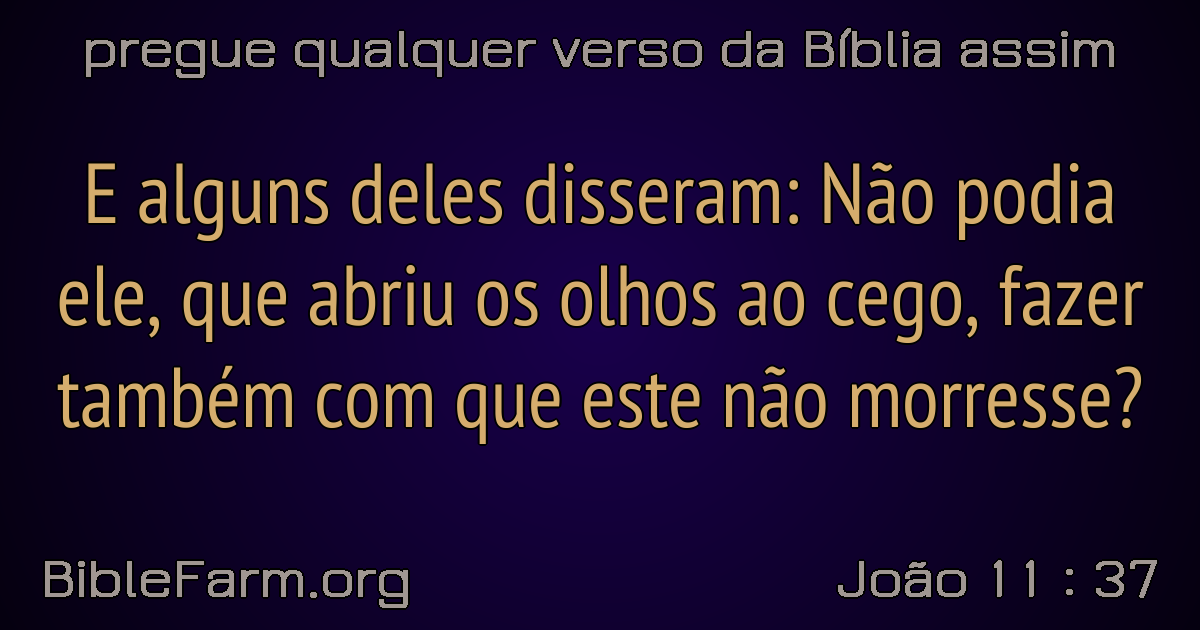 pregue qualquer verso da Bíblia assim
E alguns deles disseram: Não podia
ele, que abriu os olhos ao cego, fazer
também com que este não morresse?
BibleFarm.org
João 11 : 37